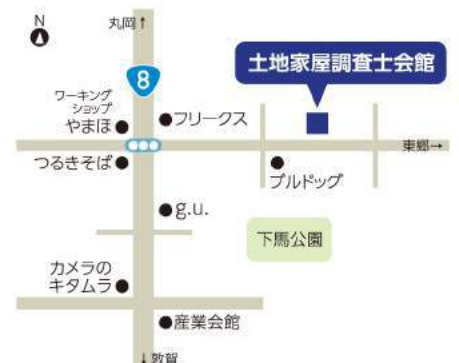 N
丸岡↑
8
土地家屋調査士会館
ワーキング
ショップ
やまほ
フリークス
東郷→
つるきそば
ブルドッグ
g.u.
下馬公園
カメラの
キタムラ
産業会館
↓敦賀